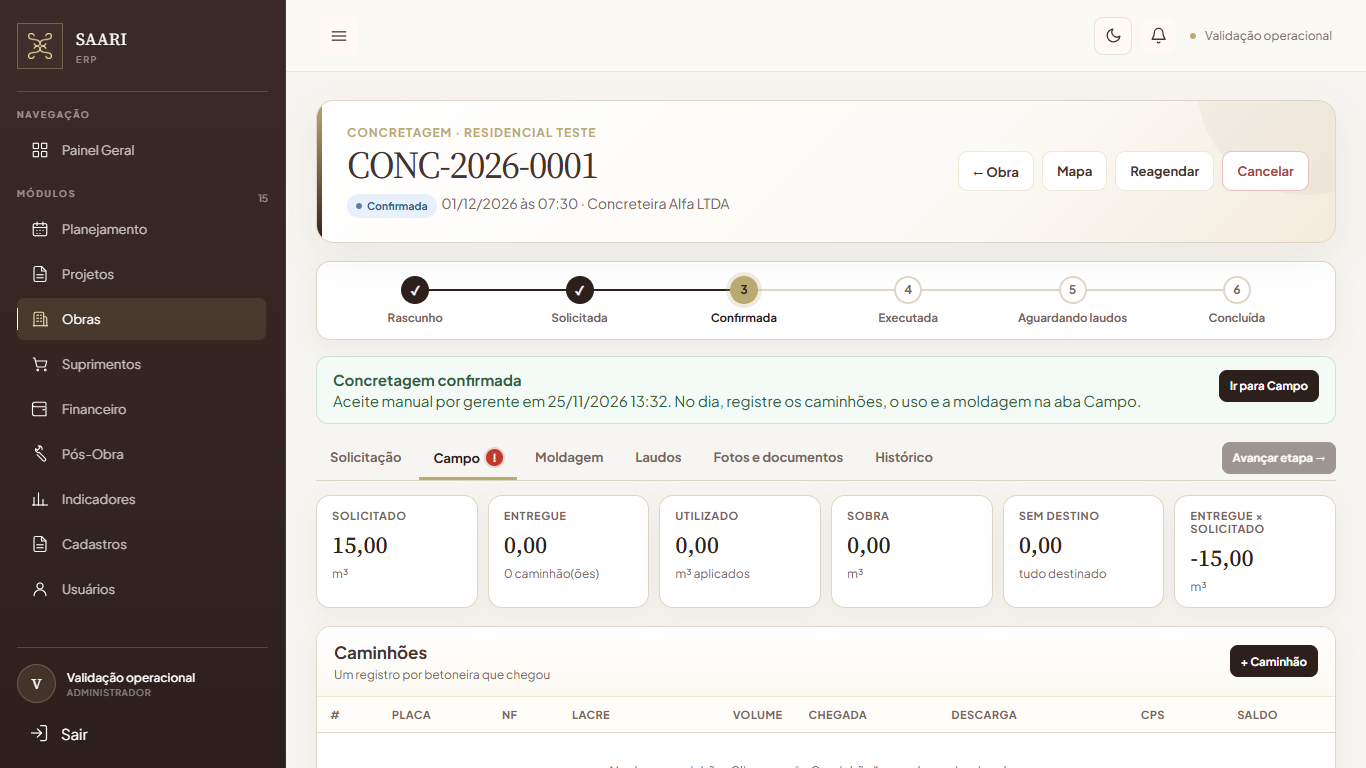 SAARI
ERP
NAVEGAÇÃO
Painel Geral
MÓDULOS
15
Planejamento
Projetos
Obras
Suprimentos
Financeiro
Pós-Obra
Indicadores
Cadastros
Usuários
V
Validação operacional
ADMINISTRADOR
Sair
Validação operacional
CONCRETAGEM · RESIDENCIAL TESTE
CONC-2026-0001
Confirmada 01/12/2026 às 07:30 · Concreteira Alfa LTDA
← Obra
Mapa
Reagendar
Cancelar
✓ ✓ 3 4 5 6
Rascunho Solicitada Confirmada Executada Aguardando laudos Concluída
Concretagem confirmada
Aceite manual por gerente em 25/11/2026 13:32. No dia, registre os caminhões, o uso e a moldagem na aba Campo.
Ir para Campo
Solicitação Campo ! Moldagem Laudos Fotos e documentos Histórico
Avançar etapa →
SOLICITADO
15,00
m³
ENTREGUE
0,00
0 caminhão(ões)
UTILIZADO
0,00
m³ aplicados
SOBRA
0,00
m³
SEM DESTINO
0,00
tudo destinado
ENTREGUE ×
SOLICITADO
-15,00
m³
Caminhões
Um registro por betoneira que chegou
+ Caminhão
# PLACA NF LACRE VOLUME CHEGADA DESCARGA CPS SALDO